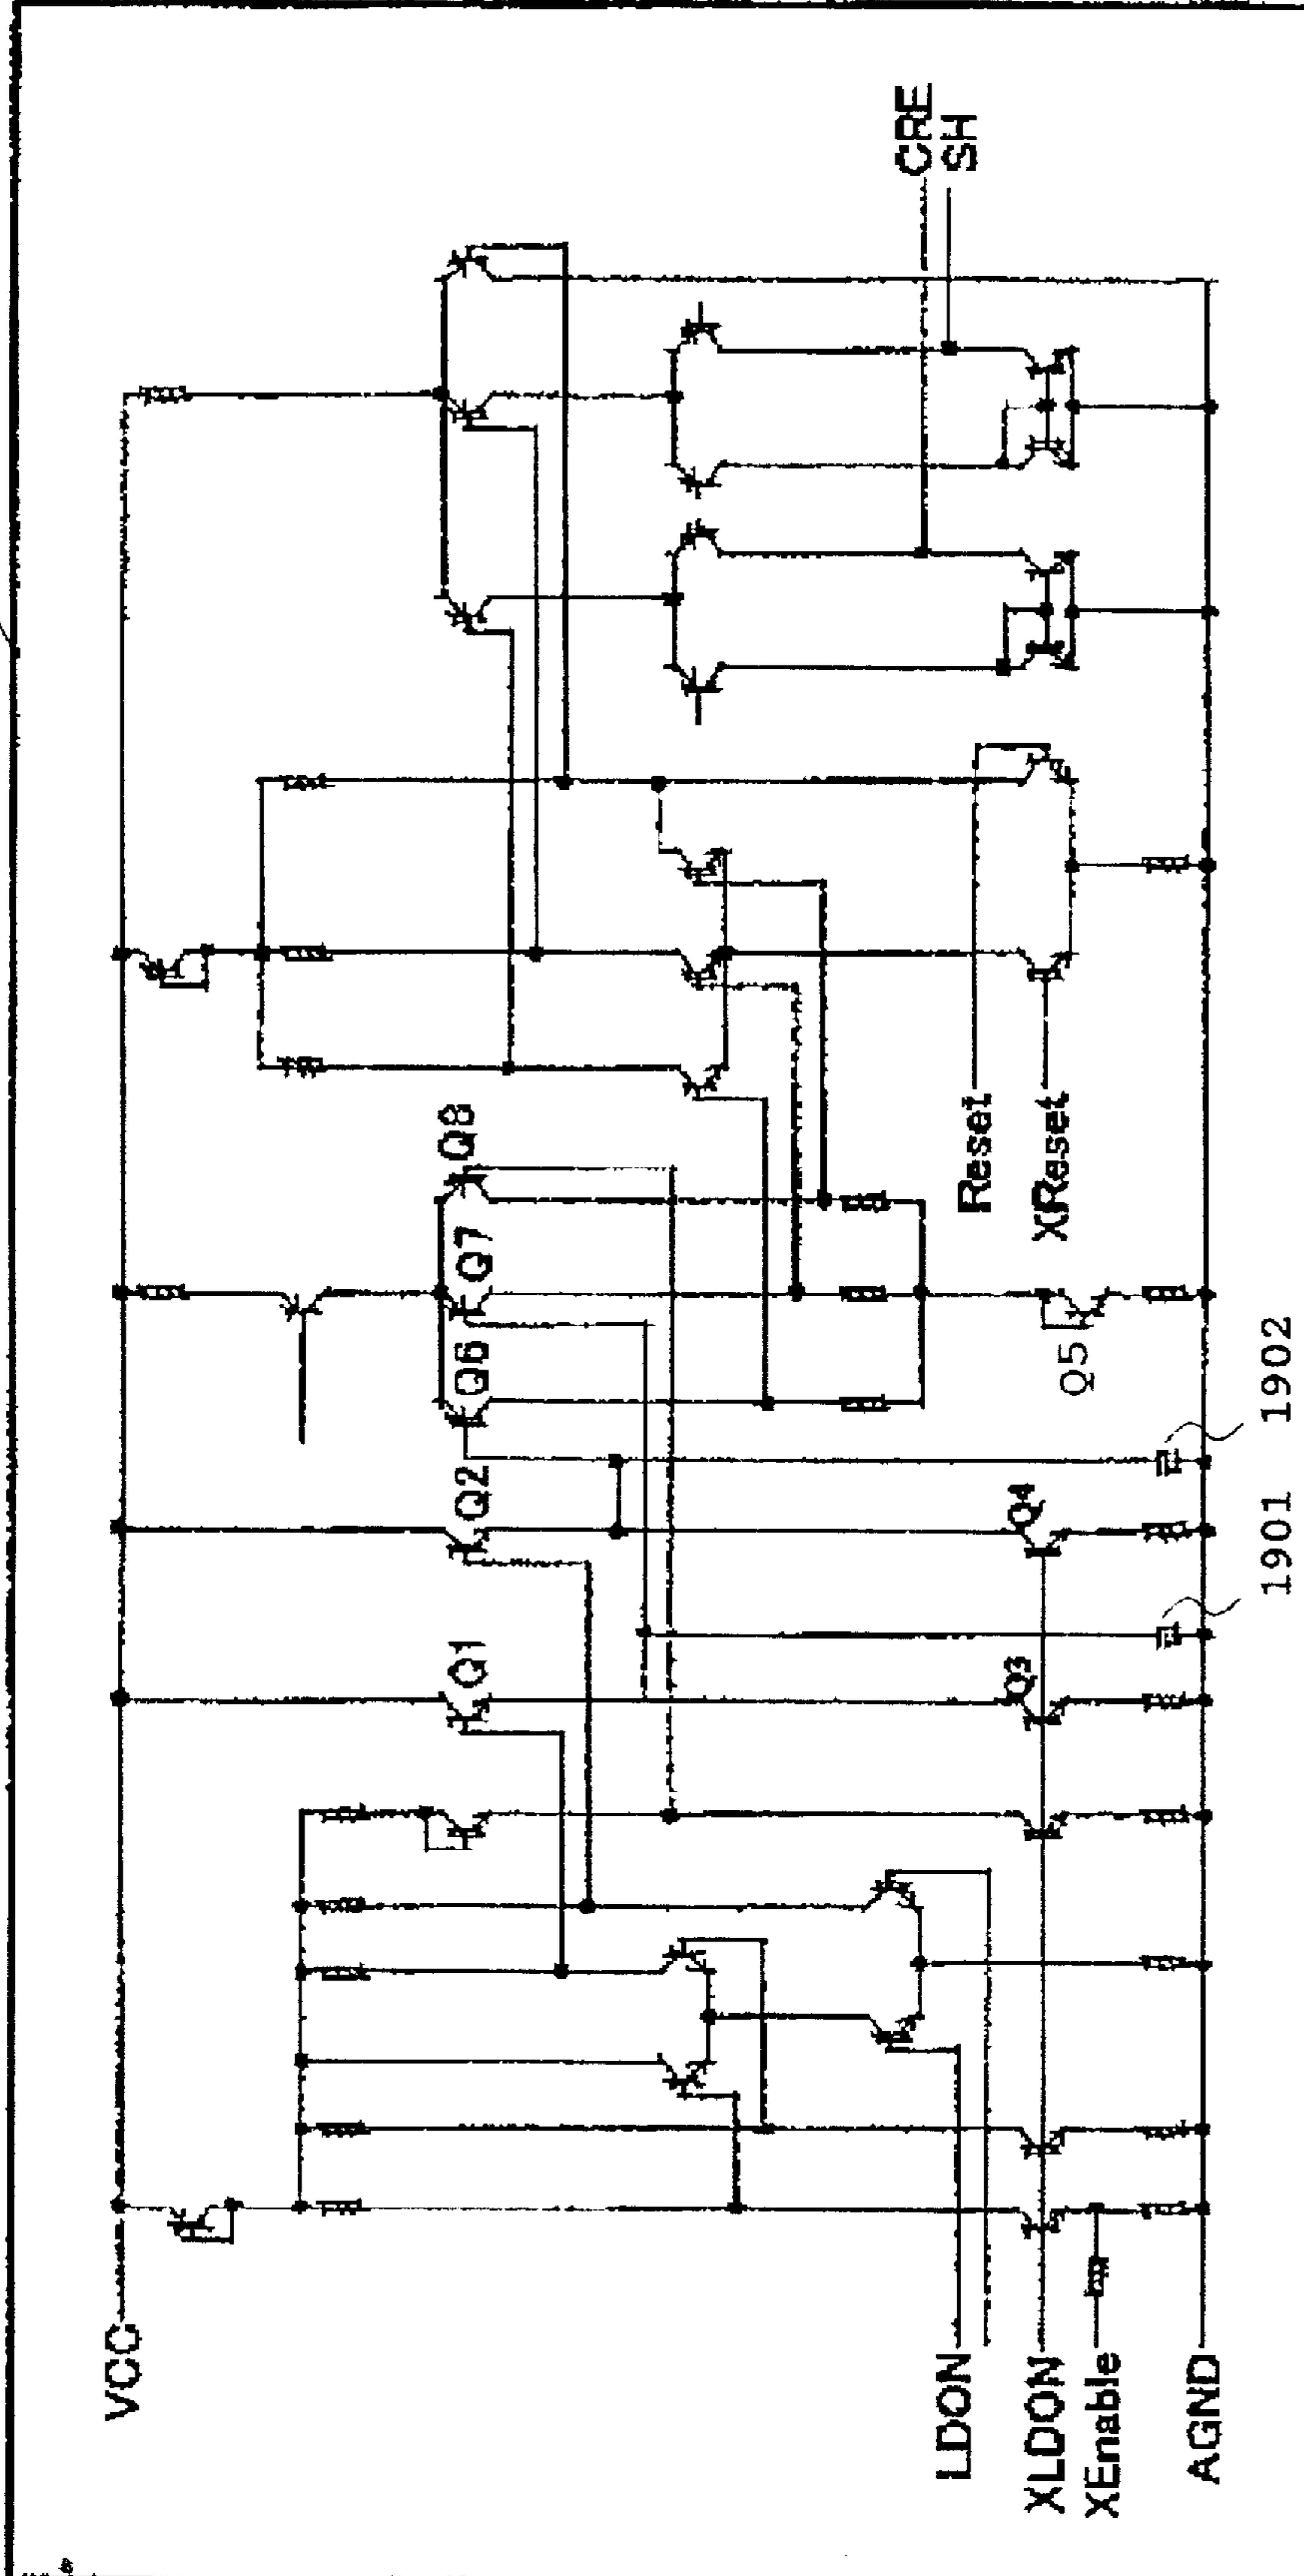 VCC
LDON
XLDON
XEnable
AGND
Q1
Q2
Q3
Q4
1901
1902
Q5
Q6
Q7
Q8
Reset
XReset
CRE
SH